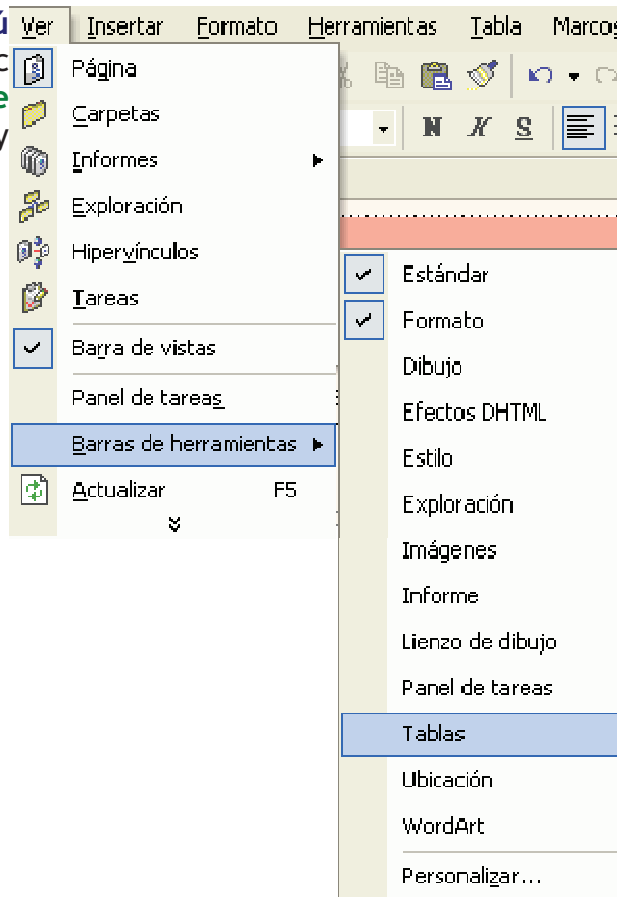 Ver Insertar Formato Herramientas Tabla Marcos
Página
Carpetas
Informes
Exploración
Hipervínculos
Tareas
Barra de vistas
Panel de tareas
Barras de herramientas
Actualizar F5
N K S
Estándar
Formato
Dibujo
Efectos DHTML
Estilo
Exploración
Imágenes
Informe
Lienzo de dibujo
Panel de tareas
Tablas
Ubicación
WordArt
Personalizar...